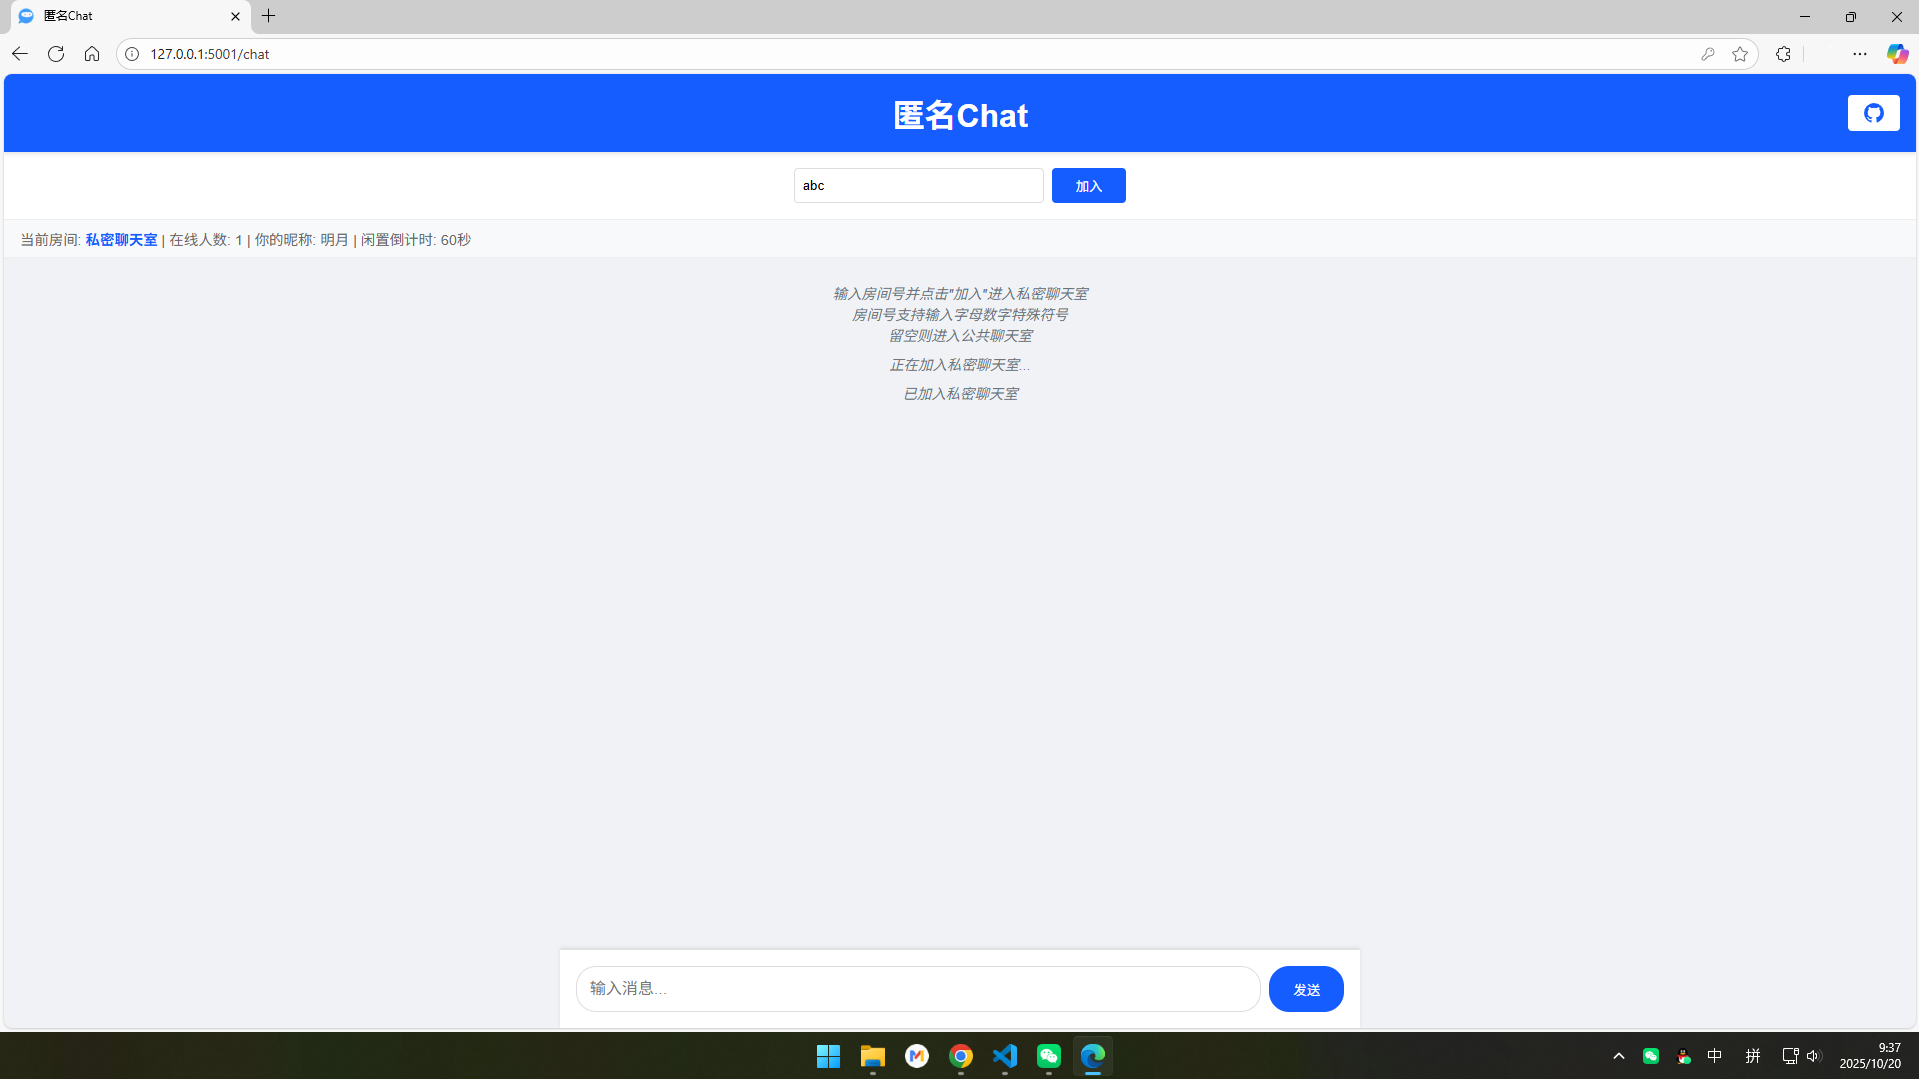 匿名Chat
127.0.0.1:5001/chat
匿名Chat
abc
加入
当前房间: 私密聊天室 | 在线人数: 1 | 你的昵称: 明月 | 闲置倒计时: 60秒
输入房间号并点击"加入"进入私密聊天室
房间号支持输入字母数字特殊符号
留空则进入公共聊天室
正在加入私密聊天室...
已加入私密聊天室
输入消息...
发送
中
拼
9:37
2025/10/20